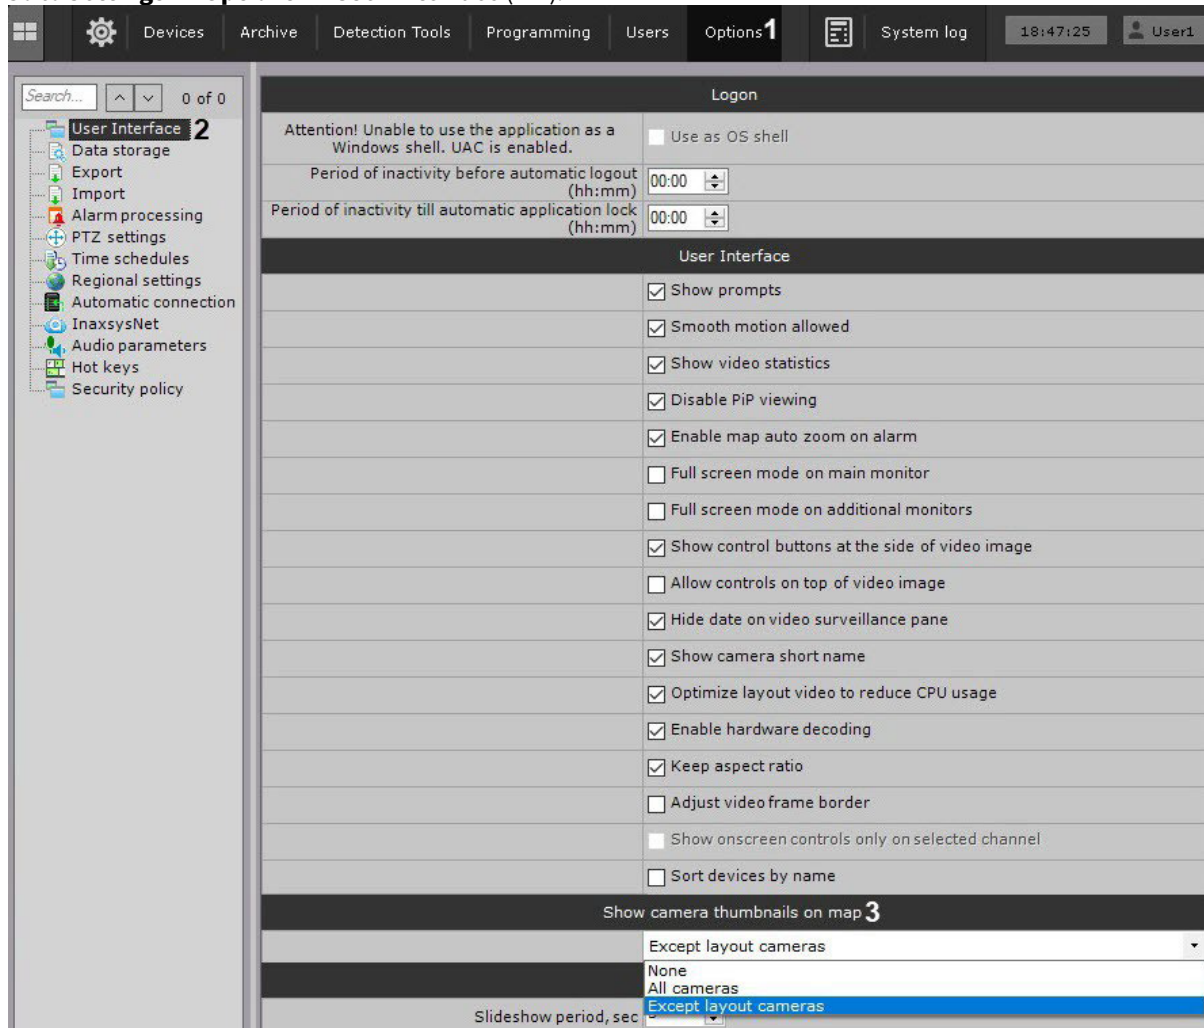 Devices Archive Detection Tools Programming Users Options 1 System log 18:47:25 User1
Search... 0 of 0
User Interface 2
Data storage
Export
Import
Alarm processing
PTZ settings
Time schedules
Regional settings
Automatic connection
InaxsysNet
Audio parameters
Hot keys
Security policy
Logon
Attention! Unable to use the application as a
Windows shell. UAC is enabled.
Use as OS shell
Period of inactivity before automatic logout
(hh:mm)
00:00
Period of inactivity till automatic application lock
(hh:mm)
00:00
User Interface
Show prompts
Smooth motion allowed
Show video statistics
Disable PiP viewing
Enable map auto zoom on alarm
Full screen mode on main monitor
Full screen mode on additional monitors
Show control buttons at the side of video image
Allow controls on top of video image
Hide date on video surveillance pane
Show camera short name
Optimize layout video to reduce CPU usage
Enable hardware decoding
Keep aspect ratio
Adjust video frame border
Show onscreen controls only on selected channel
Sort devices by name
Show camera thumbnails on map 3
Except layout cameras
None
All cameras
Except layout cameras
Slideshow period, sec